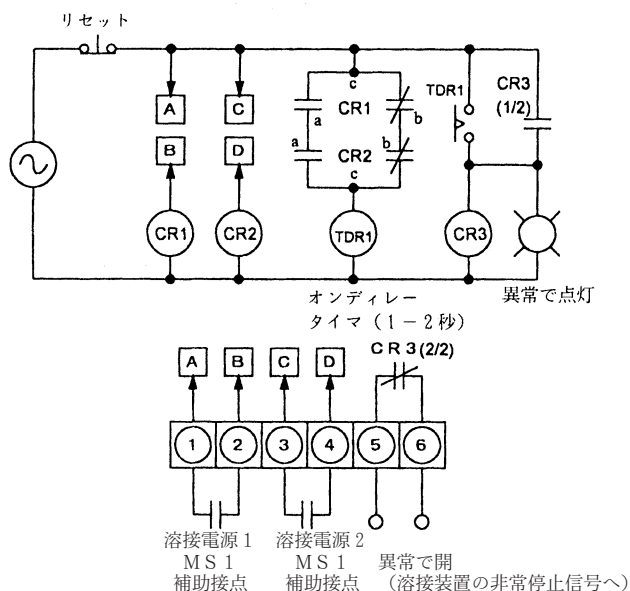 リセット
A
C
B
D
CR1
CR2
c
CR1
a
b
a
b
CR2
c
TDR1
TDR1
CR3
(1/2)
CR3
異常で点灯
オンディレー
タイマ（1－2秒）
A
B
C
D
CR3(2/2)
1
2
3
4
5
6
溶接電源1
MS1
補助接点
溶接電源2
MS1
補助接点
異常で開
（溶接装置の非常停止信号へ）